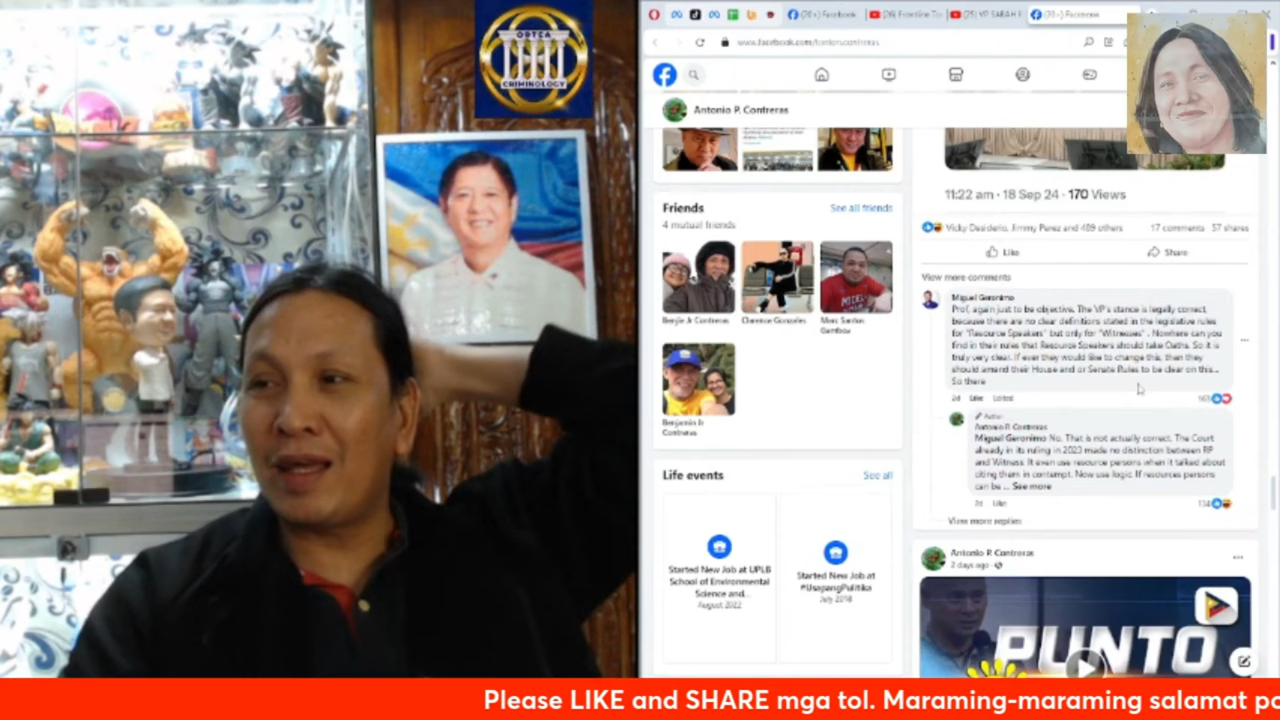 ORTEA
CRIMINOLOGY
(20+) Facebook
(20+) Facebook
www.facebook.com/tonton.contreras
Antonio P. Contreras
Friends
See all friends
4 mutual friends
Benjie Jr Contreras
Clarence Gonzales
Marc Santos
Gamboa
Benjamin Jr
Contreras
Life events
See all
Started New Job at UPLB
School of Environmental
Science and...
August 2022
Started New Job at
#UsapangPulitika
July 2018
11:22 am · 18 Sep 24 · 170 Views
Vicky Desiderio, Jimmy Perez and 409 others
17 comments 57 shares
Like
Share
View more comments
Miguel Geronimo
Prof, again just to be objective. The VP's stance is legally correct,
because there are no clear definitions stated in the legislative rules
for "Resource Speakers" but only for "Witnesses" . Nowhere can you
find in their rules that Resource Speakers should take Oaths. So it is
truly very clear. If ever they would like to change this, then they
should amend their House and or Senate Rules to be clear on this...
So there
2d Like Edited
Author
Antonio P. Contreras
Miguel Geronimo No. That is not actually correct. The Court
already in its ruling in 2023 made no distinction between RP
and Witness. It even use resource persons when it talked about
citing them in contempt. Now use logic. If resources persons
can be ... See more
2d Like
View more replies
Antonio P. Contreras
2 days ago
PUNTO
Please LIKE and SHARE mga tol. Maraming-maraming salamat po